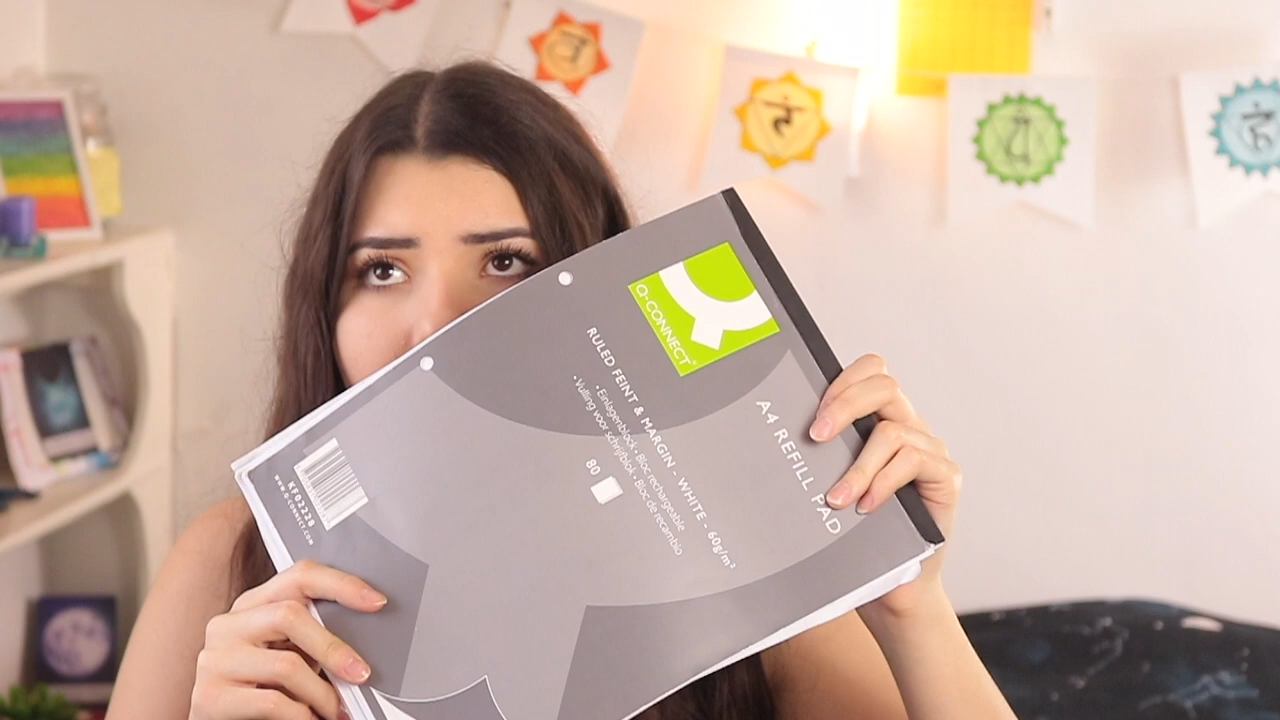 Q-CONNECT®
A4 REFILL PAD
RULED FEINT & MARGIN - WHITE - 60g/m²
• Einlagenblock • Bloc rechargeable
• Vulling voor schrijfblok • Bloc de recambio
80
KF02228
WWW.Q-CONNECT.COM
लं
वं
रं
यं
हं